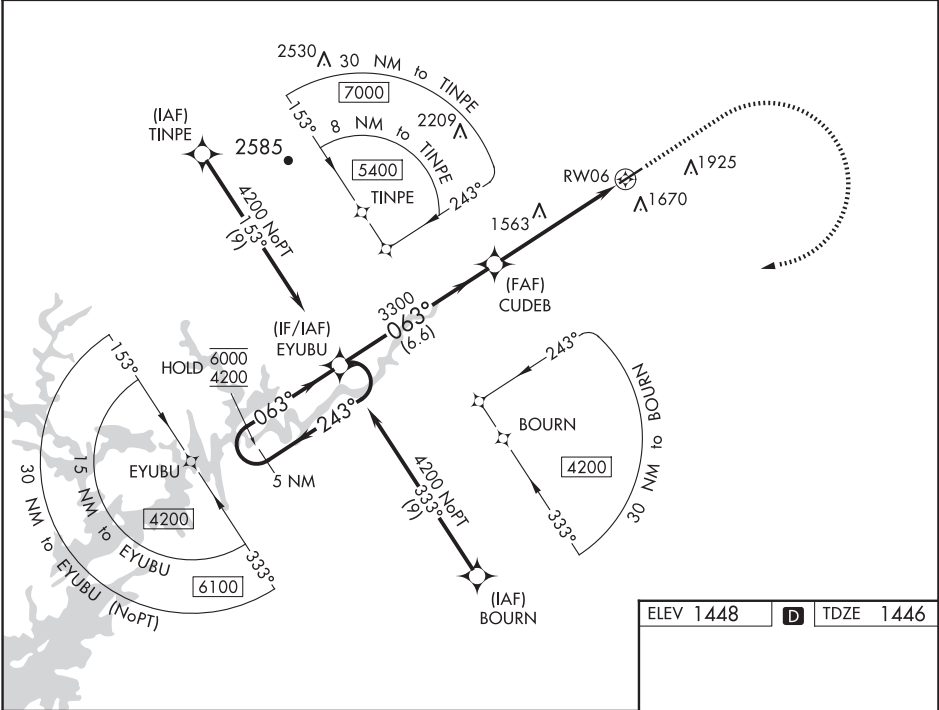 2530
30 NM to TINPE
7000
153°
8 NM to TINPE
2209
5400
TINPE
243°
(IAF)
TINPE
2585
4200 NoPT
153°
(9)
RW06
1925
1670
1563
(FAF)
CUDEB
3300
063°
(6.6)
(IF/IAF)
EYUBU
HOLD
6000
4200
063°
243°
5 NM
153°
EYUBU
4200
15 NM to EYUBU
333°
6100
30 NM to EYUBU (NoPT)
243°
BOURN
4200
333°
30 NM to BOURN
4200 NoPT
333°
(9)
(IAF)
BOURN
ELEV 1448
D
TDZE 1446